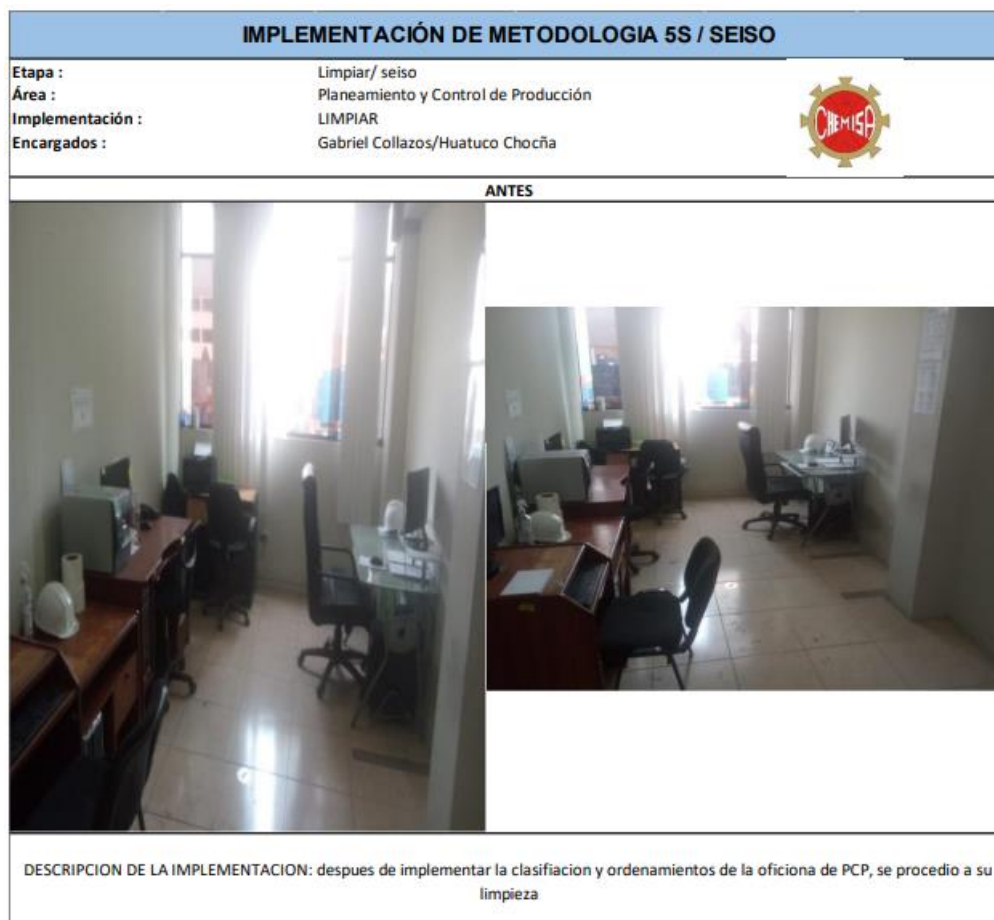 IMPLEMENTACIÓN DE METODOLOGIA 5S / SEISO
Etapa : Limpiar/ seiso
Área : Planeamiento y Control de Producción
Implementación : LIMPIAR
Encargados : Gabriel Collazos/Huatuco Chocña
CHEMISA
ANTES
DESCRIPCION DE LA IMPLEMENTACION: despues de implementar la clasifiacion y ordenamientos de la oficiona de PCP, se procedio a su
limpieza